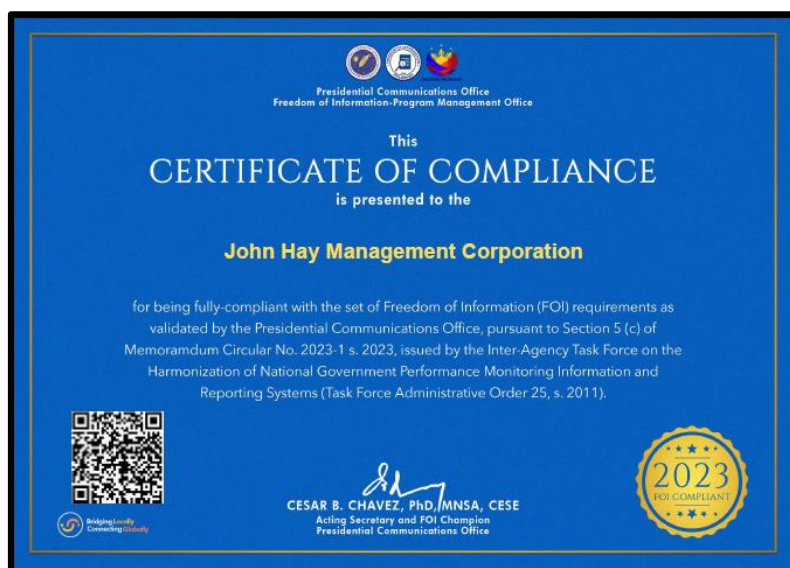 Presidential Communications Office
Freedom of Information-Program Management Office
This
CERTIFICATE OF COMPLIANCE
is presented to the
John Hay Management Corporation
for being fully-compliant with the set of Freedom of Information (FOI) requirements as
validated by the Presidential Communications Office, pursuant to Section 5 (c) of
Memoramdum Circular No. 2023-1 s. 2023, issued by the Inter-Agency Task Force on the
Harmonization of National Government Performance Monitoring Information and
Reporting Systems (Task Force Administrative Order 25, s. 2011).
CESAR B. CHAVEZ, PhD, MNSA, CESE
Acting Secretary and FOI Champion
Presidential Communications Office
Bridging Locally
Connecting Globally
2023
FOI COMPLIANT